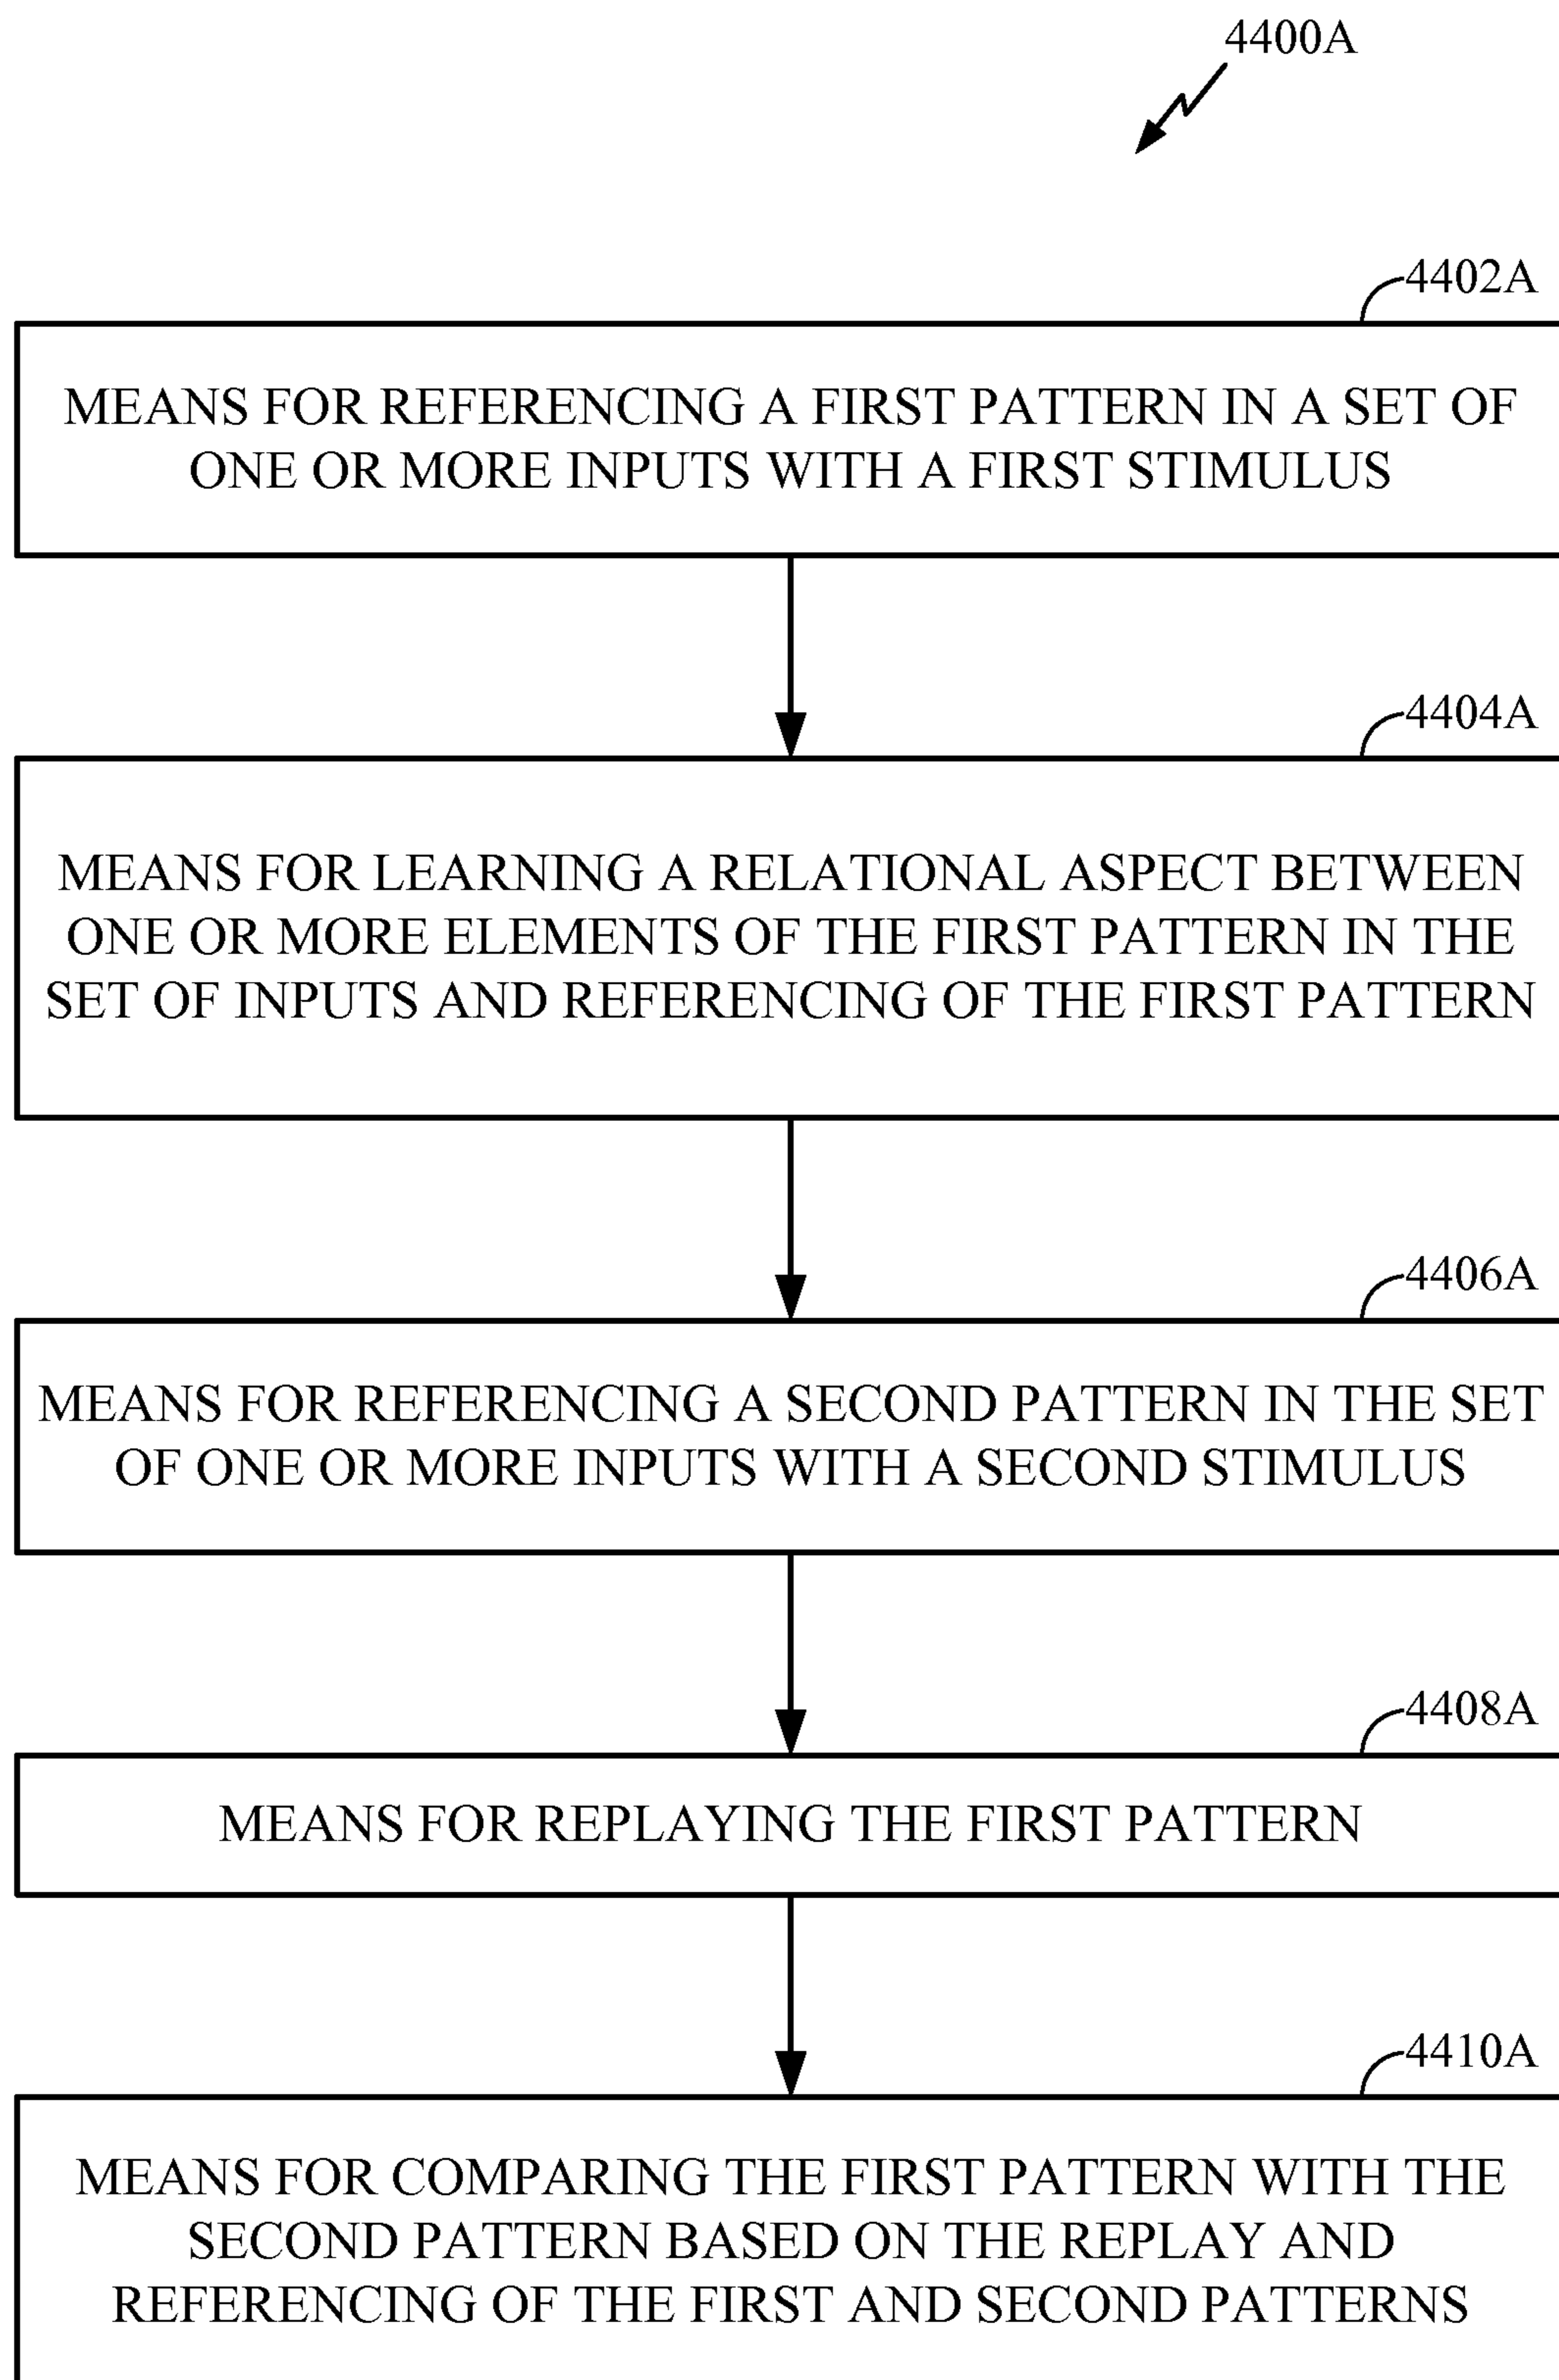 4400A
4402A
MEANS FOR REFERENCING A FIRST PATTERN IN A SET OF
ONE OR MORE INPUTS WITH A FIRST STIMULUS
4404A
MEANS FOR LEARNING A RELATIONAL ASPECT BETWEEN
ONE OR MORE ELEMENTS OF THE FIRST PATTERN IN THE
SET OF INPUTS AND REFERENCING OF THE FIRST PATTERN
4406A
MEANS FOR REFERENCING A SECOND PATTERN IN THE SET
OF ONE OR MORE INPUTS WITH A SECOND STIMULUS
4408A
MEANS FOR REPLAYING THE FIRST PATTERN
4410A
MEANS FOR COMPARING THE FIRST PATTERN WITH THE
SECOND PATTERN BASED ON THE REPLAY AND
REFERENCING OF THE FIRST AND SECOND PATTERNS